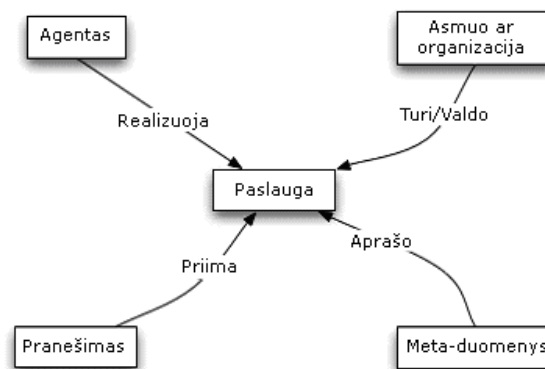 Agentas
Asmuo ar
organizacija
Realizuoja
Turi/Valdo
Paslauga
Priima
Aprašo
Pranešimas
Meta-duomenys